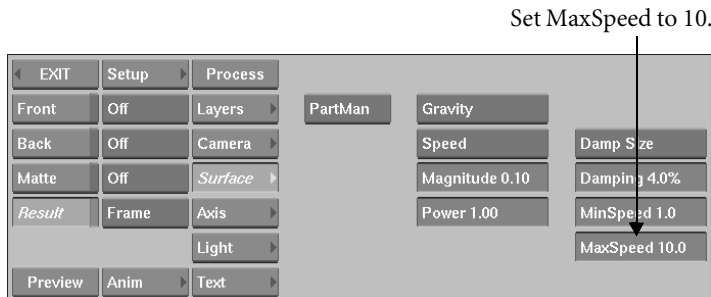 Set MaxSpeed to 10.
EXIT Setup Process
Front Off Layers PartMan Gravity
Back Off Camera Speed Damp Size
Matte Off Surface Magnitude 0.10 Damping 4.0%
Result Frame Axis Power 1.00 MinSpeed 1.0
Light MaxSpeed 10.0
Preview Anim Text